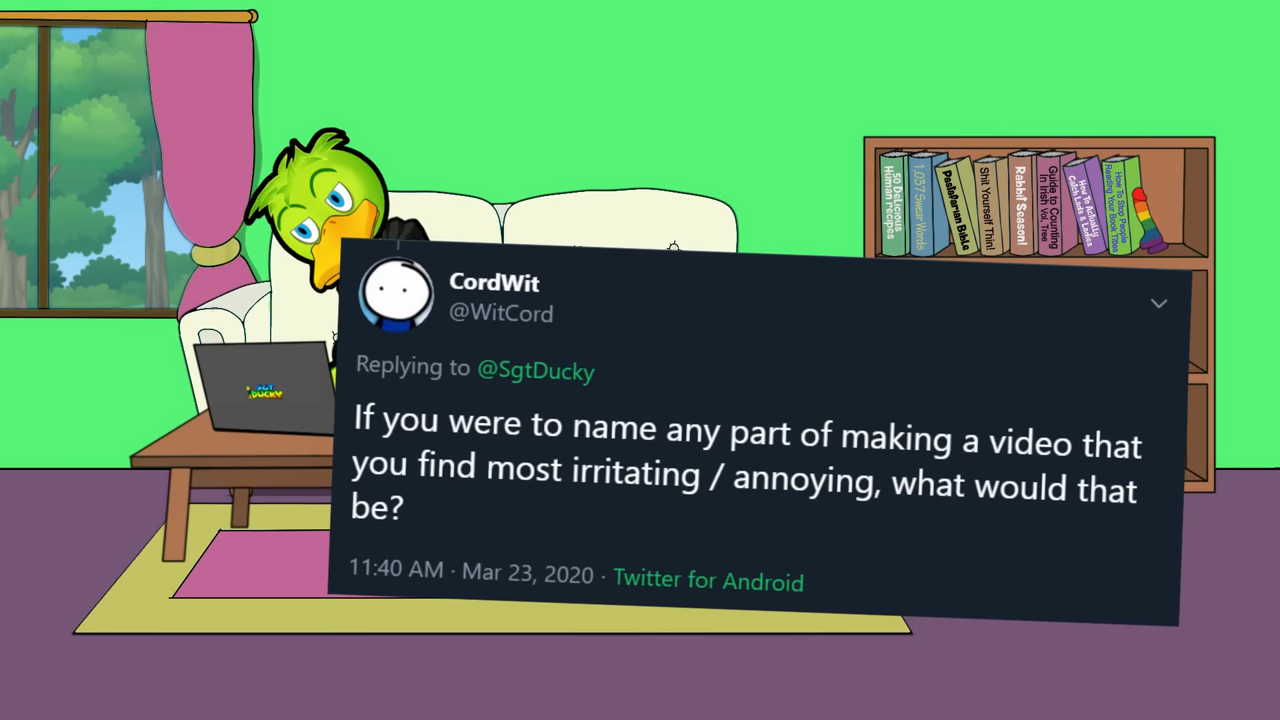 50 Delicious
Human recipes
1,037 Swear Words
Pastafarian Bible
Shit Yourself Thin!
Rabbit Season!
Guide to Counting
In Irish Vol, Tree
How To Actually
Catch Lads & Ladies
How To Stop People
Reading Your Book Titles
CordWit
@WitCord
Replying to @SgtDucky
If you were to name any part of making a video that
you find most irritating / annoying, what would that
be?
11:40 AM · Mar 23, 2020 · Twitter for Android
SGT
DUCKY